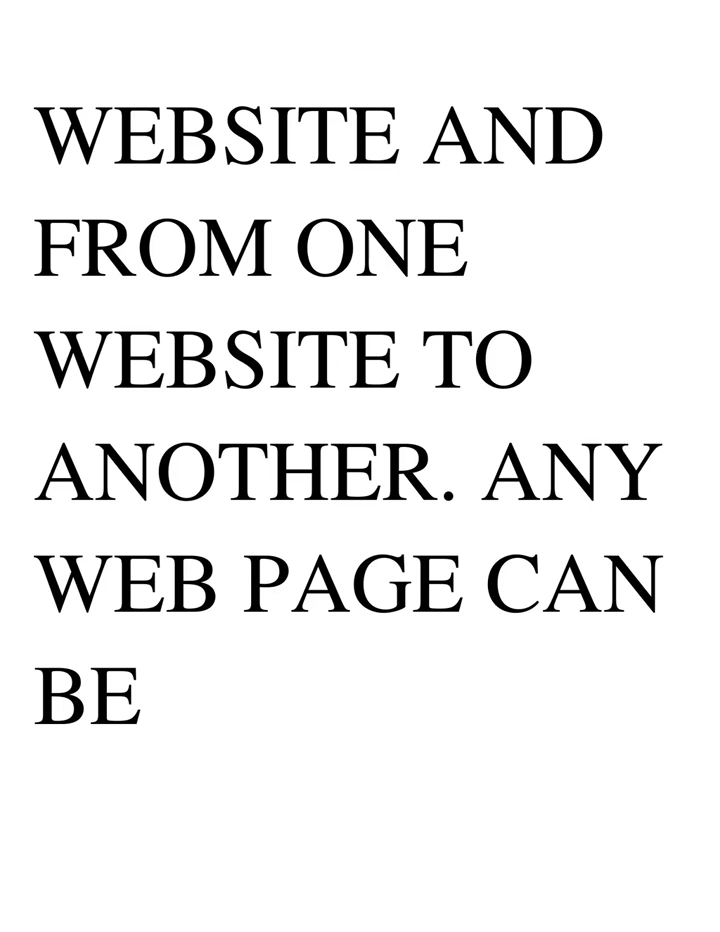 WEBSITE AND
FROM ONE
WEBSITE TO
ANOTHER. ANY
WEB PAGE CAN
BE